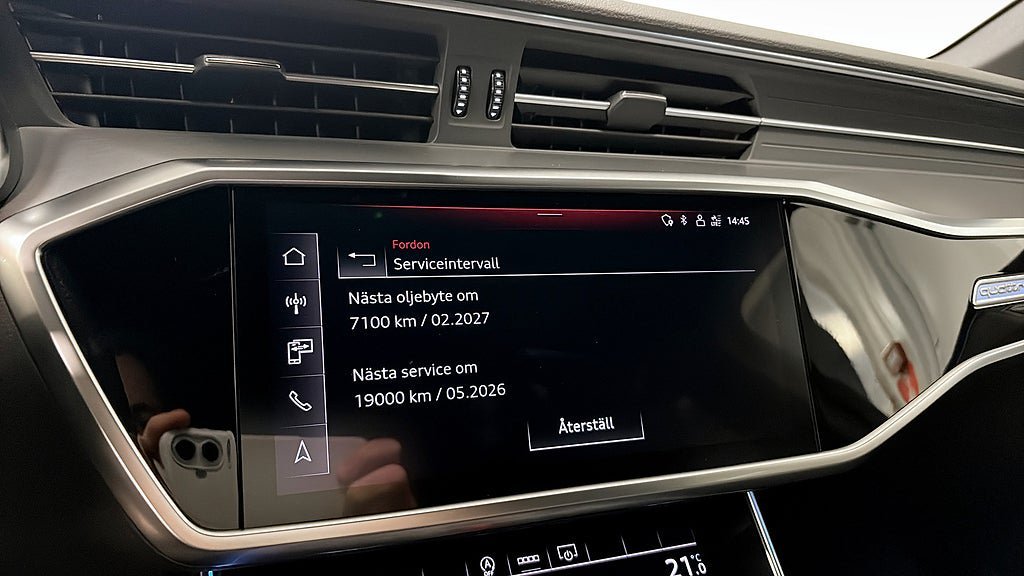 14:45
Fordon
Serviceintervall
Nästa oljebyte om
7100 km / 02.2027
Nästa service om
19000 km / 05.2026
Återställ
quattro
A
OFF
21.0 °C